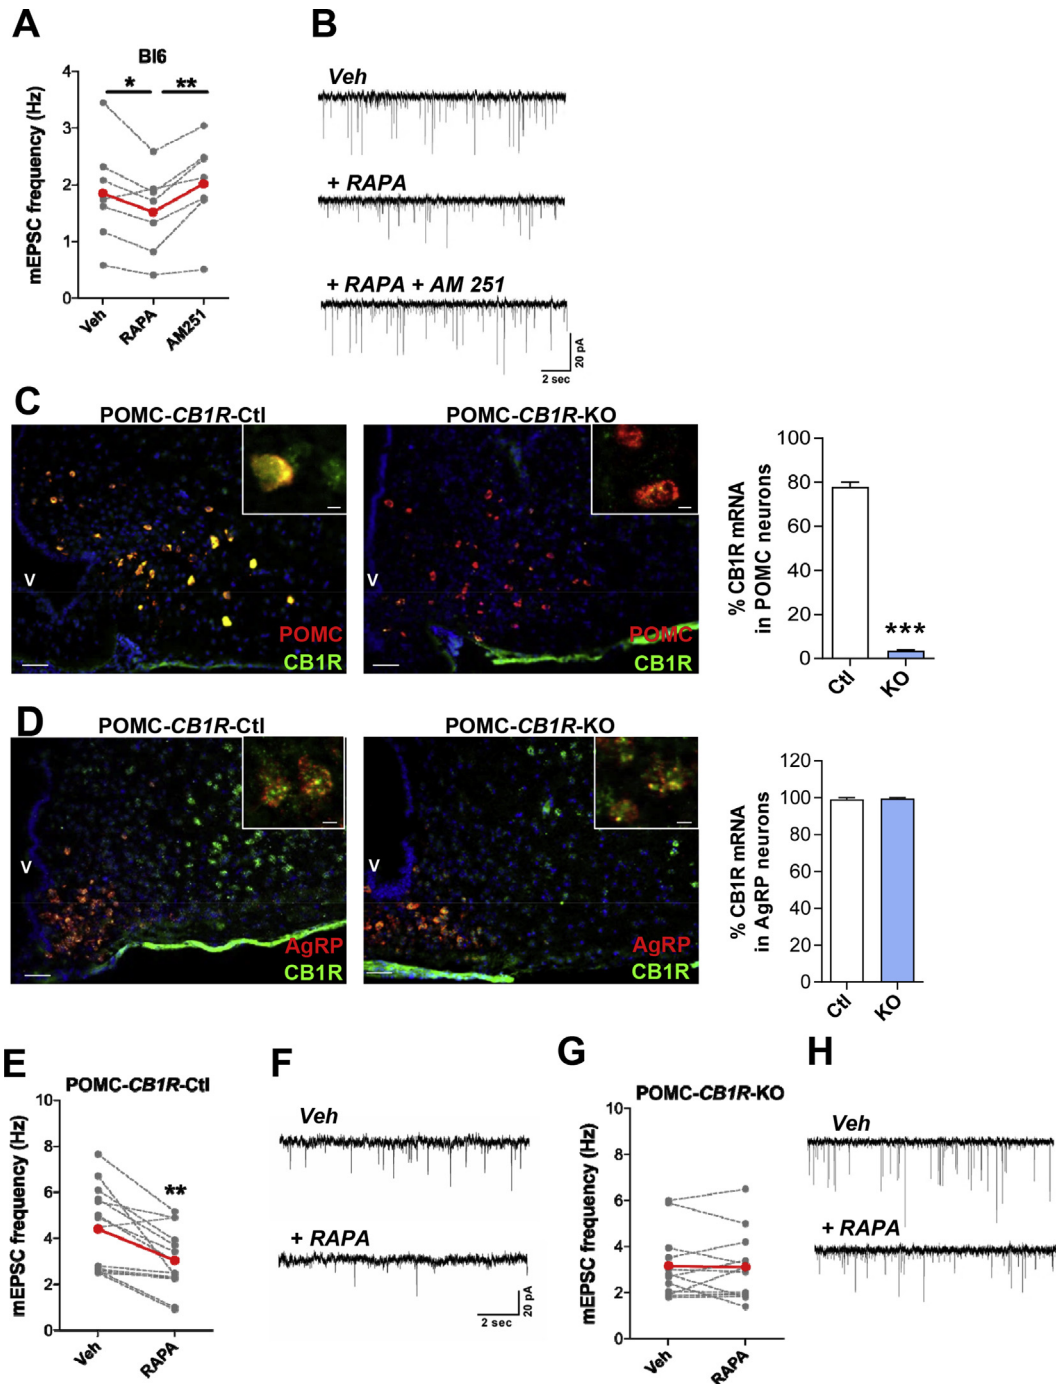 A
Bl6
mEPSC frequency (Hz)
4
3
2
1
0
* **
Veh
RAPA
AM251
B
Veh
+ RAPA
+ RAPA + AM 251
20 pA
2 sec
C
POMC-CB1R-Ctl
V
POMC
CB1R
POMC-CB1R-KO
V
POMC
CB1R
% CB1R mRNA
in POMC neurons
100
80
60
40
20
0
***
Ctl
KO
D
POMC-CB1R-Ctl
V
AgRP
CB1R
POMC-CB1R-KO
V
AgRP
CB1R
% CB1R mRNA
in AgRP neurons
120
100
80
60
40
20
0
Ctl
KO
E
POMC-CB1R-Ctl
mEPSC frequency (Hz)
10
8
6
4
2
0
**
Veh
RAPA
F
Veh
+ RAPA
20 pA
2 sec
G
POMC-CB1R-KO
mEPSC frequency (Hz)
10
8
6
4
2
0
Veh
RAPA
H
Veh
+ RAPA